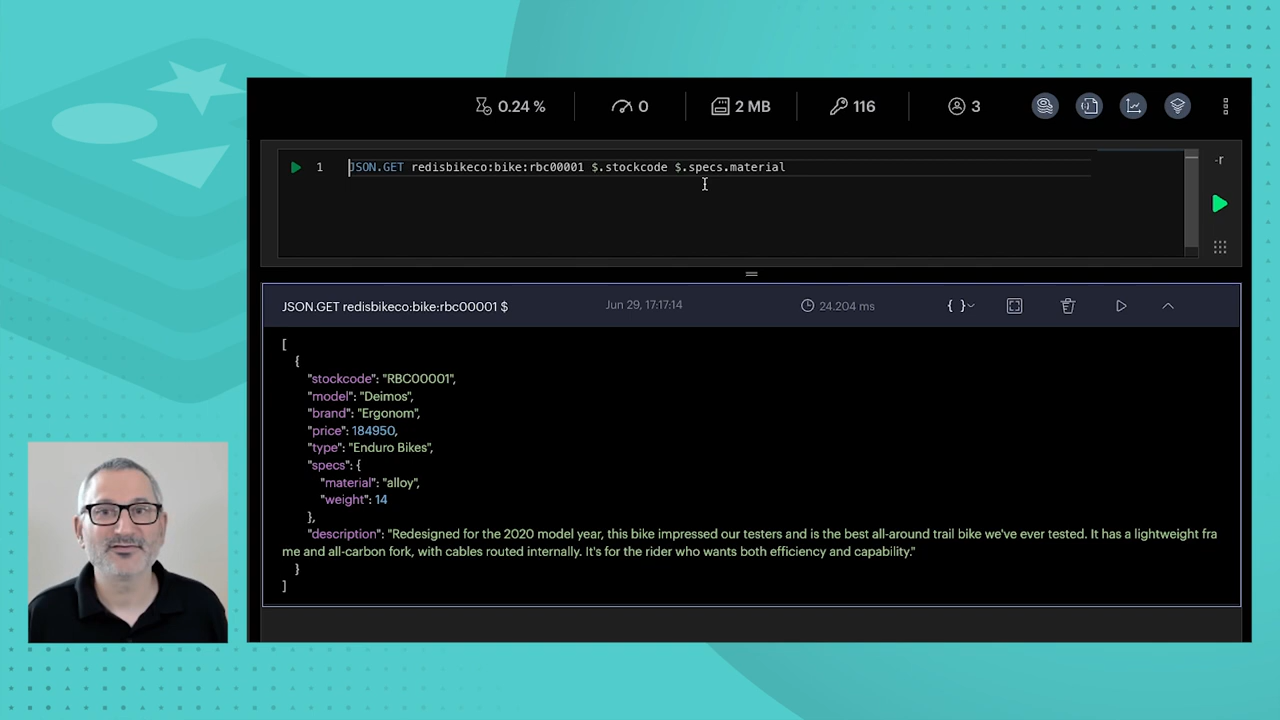 0.24 % 0 2 MB 116 3
1 JSON.GET redisbikeco:bike:rbc00001 $.stockcode $.specs.material
-r
JSON.GET redisbikeco:bike:rbc00001 $ Jun 29, 17:17:14 24.204 ms { }
[
{
"stockcode": "RBC00001",
"model": "Deimos",
"brand": "Ergonom",
"price": 184950,
"type": "Enduro Bikes",
"specs": {
"material": "alloy",
"weight": 14
},
"description": "Redesigned for the 2020 model year, this bike impressed our testers and is the best all-around trail bike we've ever tested. It has a lightweight fra
me and all-carbon fork, with cables routed internally. It's for the rider who wants both efficiency and capability."
}
]